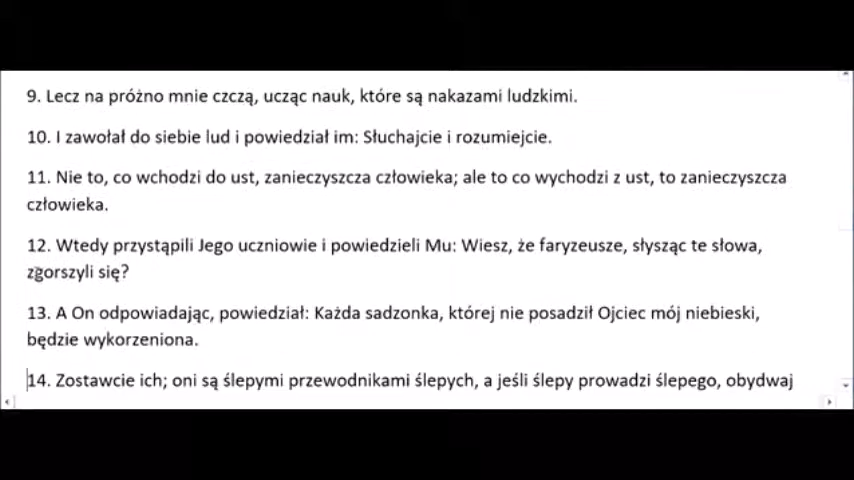 9. Lecz na próżno mnie czczą, ucząc nauk, które są nakazami ludzkimi.
10. I zawołał do siebie lud i powiedział im: Słuchajcie i rozumiejcie.
11. Nie to, co wchodzi do ust, zanieczyszcza człowieka; ale to co wychodzi z ust, to zanieczyszcza
człowieka.
12. Wtedy przystąpili Jego uczniowie i powiedzieli Mu: Wiesz, że faryzeusze, słysząc te słowa,
zgorszyli się?
13. A On odpowiadając, powiedział: Każda sadzonka, której nie posadził Ojciec mój niebieski,
będzie wykorzeniona.
14. Zostawcie ich; oni są ślepymi przewodnikami ślepych, a jeśli ślepy prowadzi ślepego, obydwaj